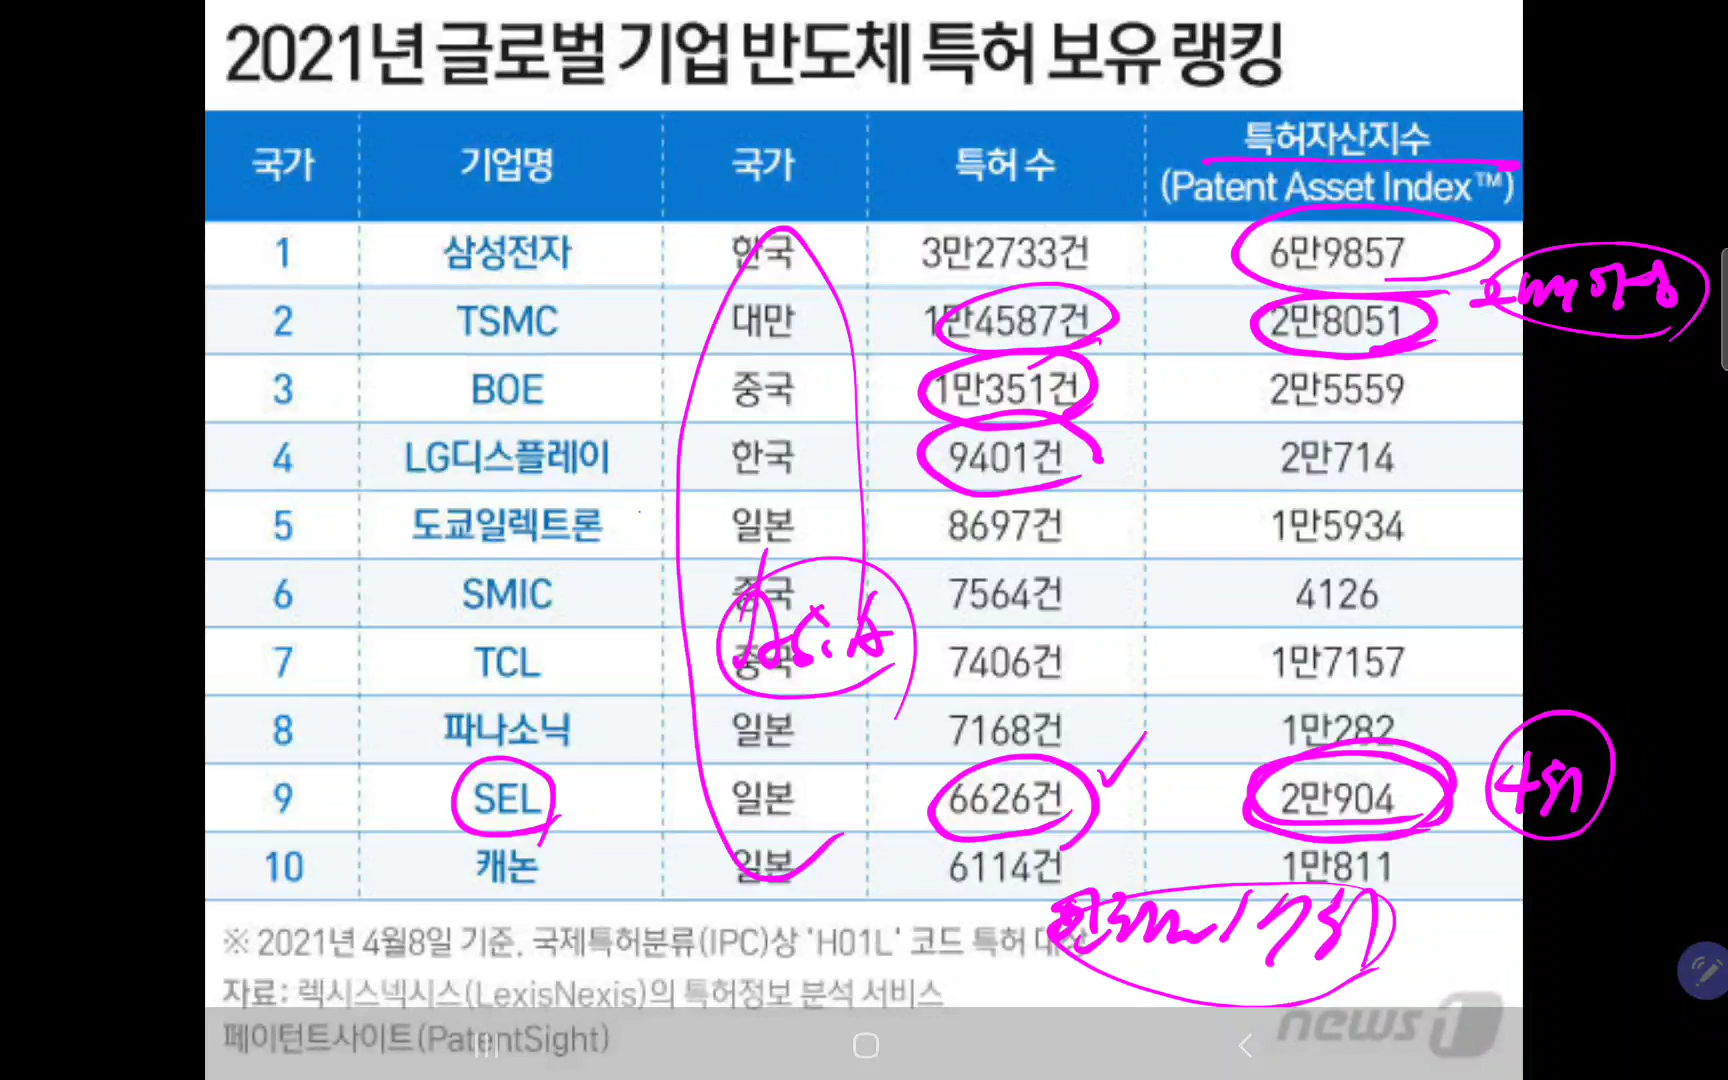 2021년 글로벌 기업 반도체 특허 보유 랭킹
국가 기업명 국가 특허 수 특허자산지수 (Patent Asset Index™)
1 삼성전자 한국 3만2733건 6만9857
2 TSMC 대만 1만4587건 2만8051
3 BOE 중국 1만351건 2만5559
4 LG디스플레이 한국 9401건 2만714
5 도쿄일렉트론 일본 8697건 1만5934
6 SMIC 중국 7564건 4126
7 TCL 중국 7406건 1만7157
8 파나소닉 일본 7168건 1만282
9 SEL 일본 6626건 2만904
4위
10 캐논 일본 6114건 1만811
Asia
※ 2021년 4월8일 기준, 국제특허분류(IPC)상 'H01L' 코드 특허 대상
자료: 렉시스넥시스(LexisNexis)의 특허정보 분석 서비스
페이턴트사이트(PatentSight)
news1